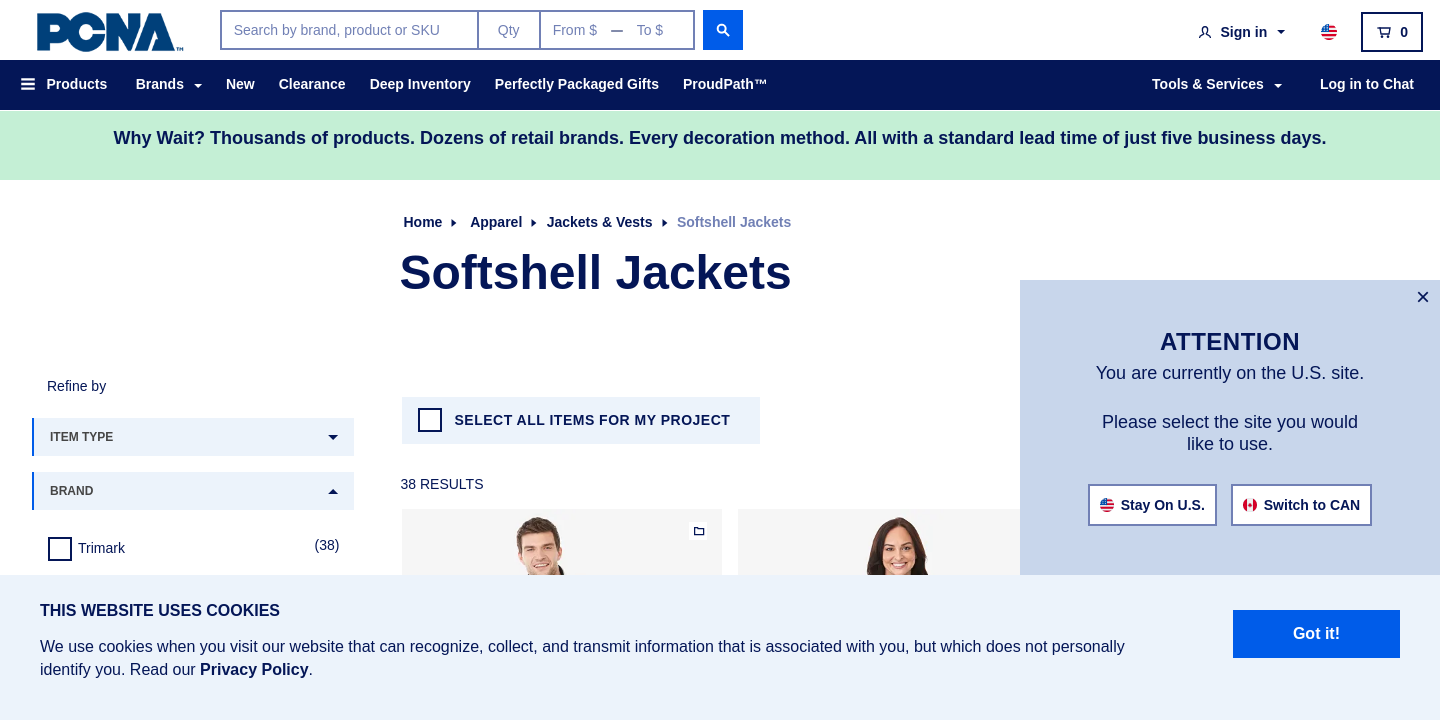 PCNA™
Search by brand, product or SKU Qty From $ — To $
Sign in 0
Products Brands New Clearance Deep Inventory Perfectly Packaged Gifts ProudPath™ Tools & Services Log in to Chat
Why Wait? Thousands of products. Dozens of retail brands. Every decoration method. All with a standard lead time of just five business days.
Home Apparel Jackets & Vests Softshell Jackets
Softshell Jackets
Refine by
ITEM TYPE
BRAND
Trimark (38)
SELECT ALL ITEMS FOR MY PROJECT
38 RESULTS
ATTENTION
You are currently on the U.S. site.
Please select the site you would
like to use.
Stay On U.S. Switch to CAN
THIS WEBSITE USES COOKIES
We use cookies when you visit our website that can recognize, collect, and transmit information that is associated with you, but which does not personally
identify you. Read our Privacy Policy.
Got it!